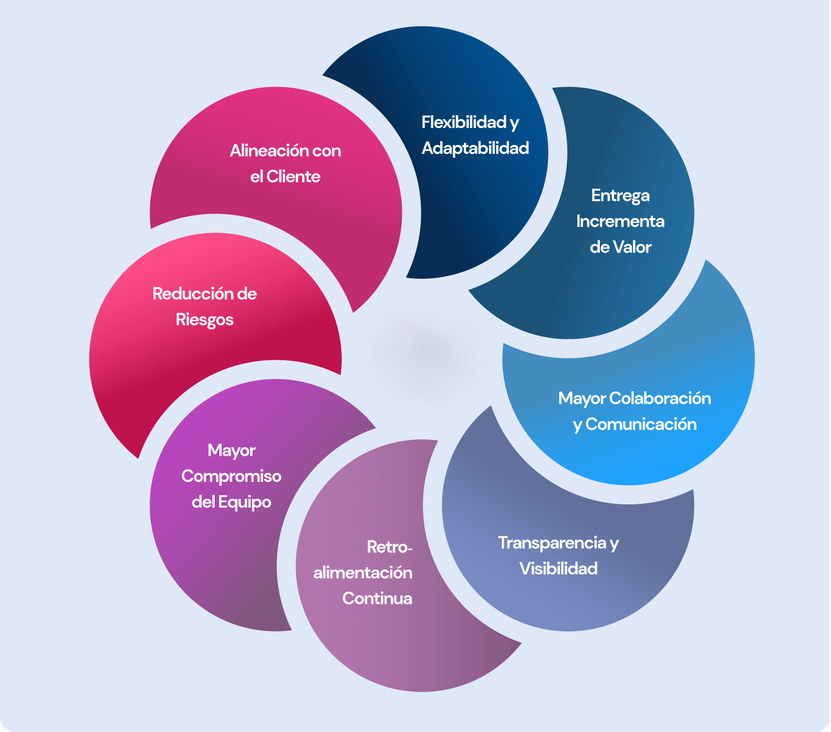 Flexibilidad y
Adaptabilidad
Entrega
Incrementa
de Valor
Mayor Colaboración
y Comunicación
Transparencia y
Visibilidad
Retro-
alimentación
Continua
Mayor
Compromiso
del Equipo
Reducción de
Riesgos
Alineación con
el Cliente